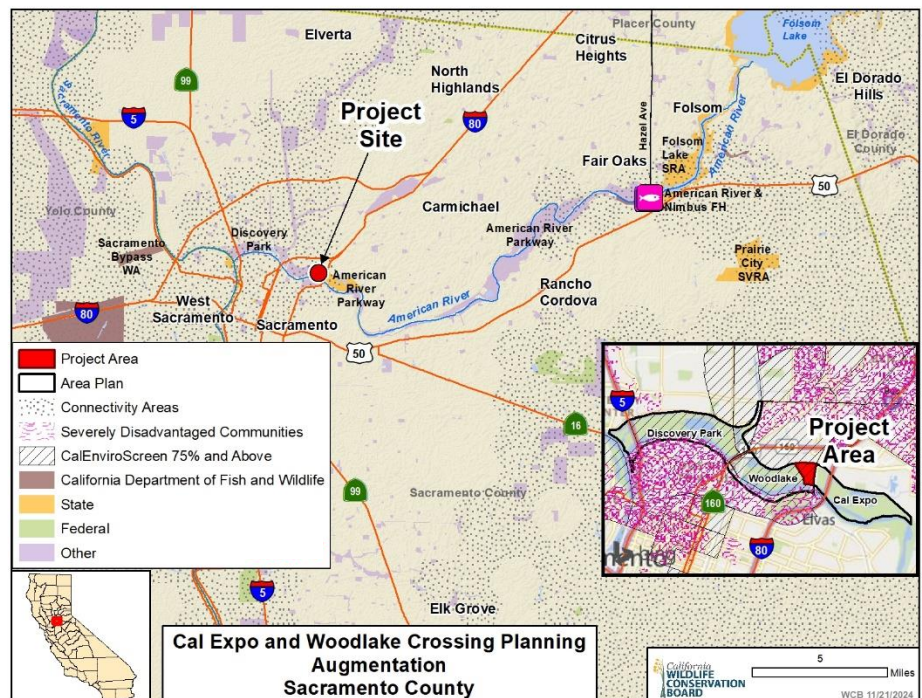 Placer County
Folsom
Lake
Elverta
Citrus
Heights
99
North
Highlands
El Dorado
Hills
5
Project
Site
80
Hazel Ave
Folsom
Sacramento River
American River
El Dorado
County
Folsom
Lake
SRA
Fair Oaks
50
American River &
Nimbus FH
Yolo County
Carmichael
Discovery
Park
American River
Parkway
Sacramento
Bypass
WA
American
River
Parkway
Prairie
City
SVRA
Rancho
Cordova
American River
West
Sacramento
80
Sacramento
50
Project Area
Area Plan
Connectivity Areas
Severely Disadvantaged Communities
CalEnviroScreen 75% and Above
California Department of Fish and Wildlife
State
Federal
Other
16
99
Sacramento County
5
Elk Grove
5
160
Discovery Park
Project
Area
Woodlake
Cal Expo
160
Elvas
80
bing
Cal Expo and Woodlake Crossing Planning
Augmentation
Sacramento County
California
WILDLIFE
CONSERVATION
BOARD
5
Miles
WCB 11/21/2024